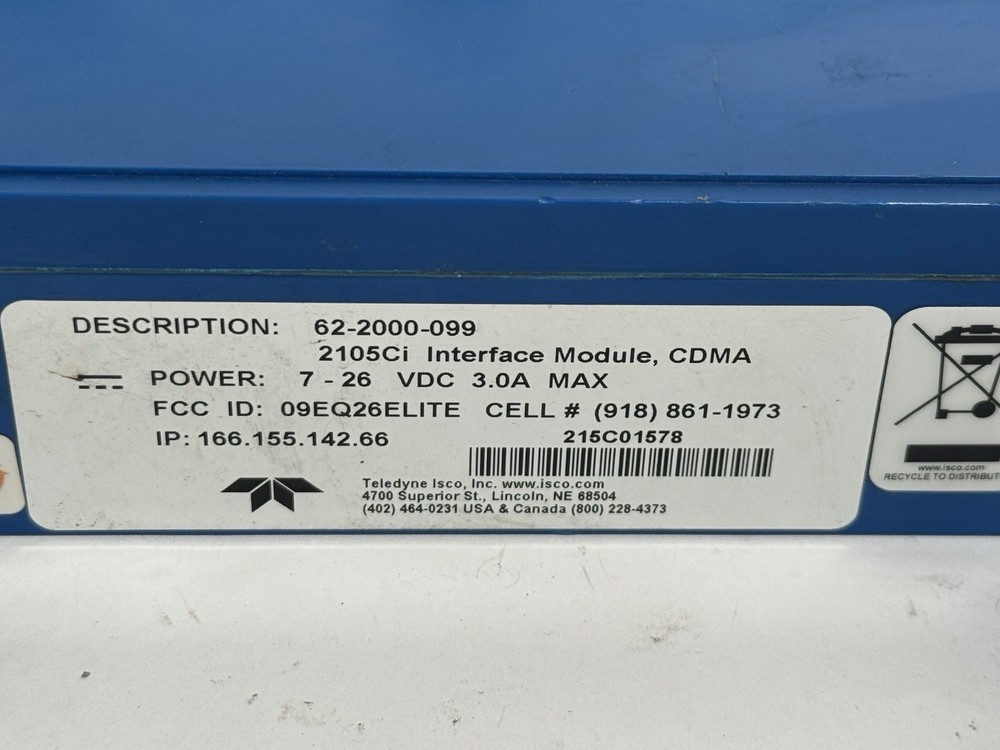 DESCRIPTION: 62-2000-099
2105Ci Interface Module, CDMA
POWER: 7 - 26 VDC 3.0A MAX
FCC ID: 09EQ26ELITE CELL # (918) 861-1973
IP: 166.155.142.66
215C01578
Teledyne Isco, Inc. www.isco.com
4700 Superior St., Lincoln, NE 68504
(402) 464-0231 USA & Canada (800) 228-4373
www.isco.com
RECYCLE TO DISTRIBUT